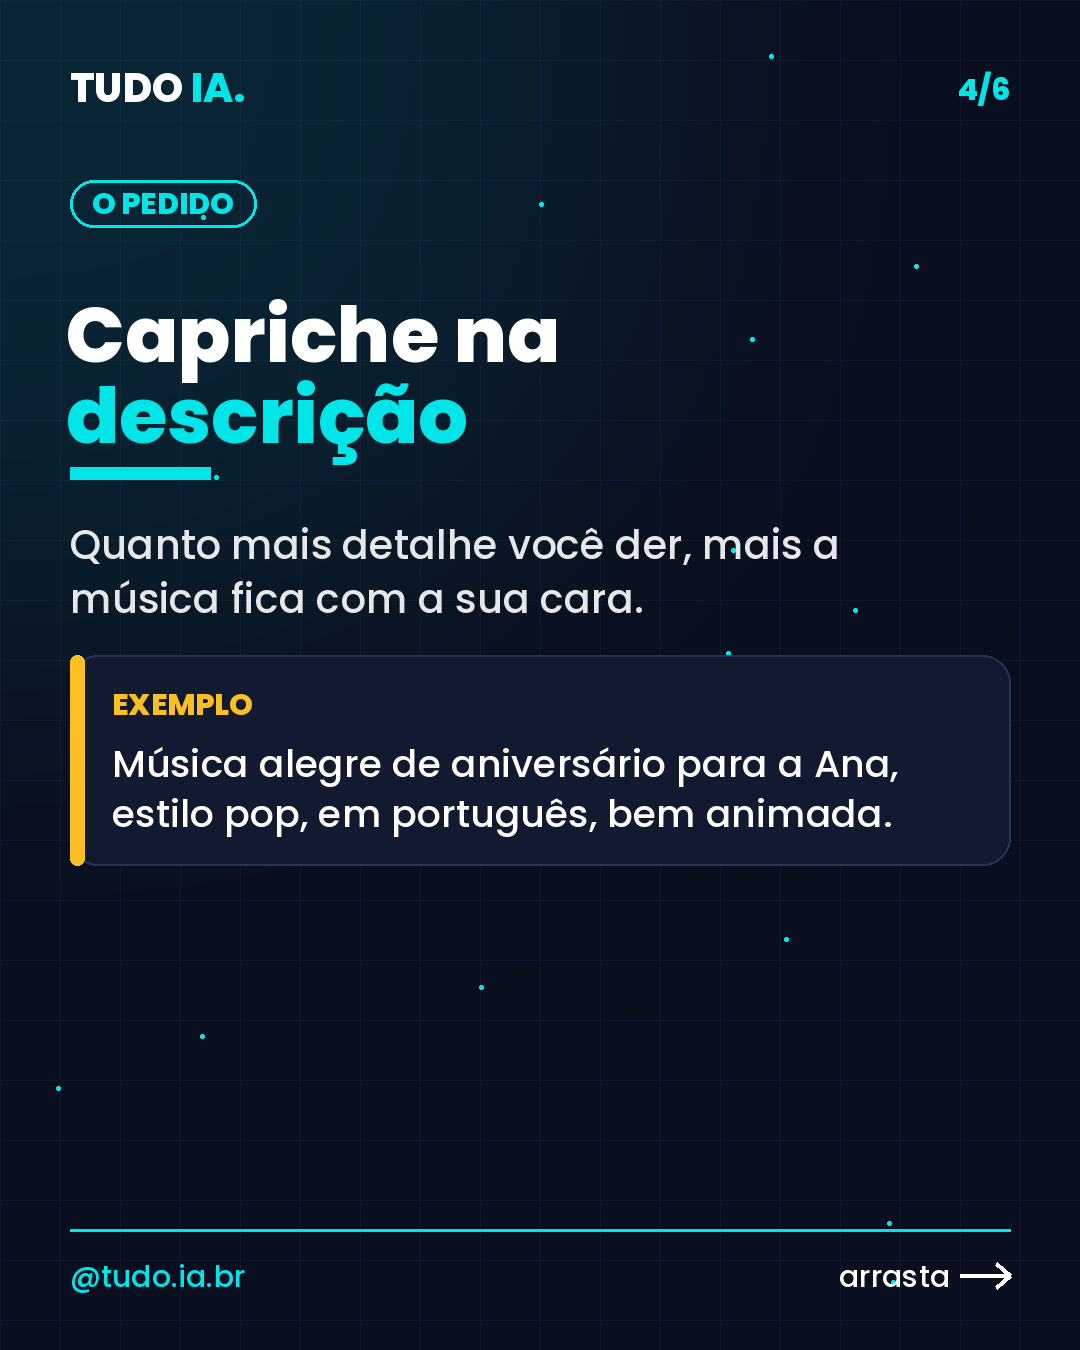 TUDO IA.
4/6
O PEDIDO
Capriche na
descrição
Quanto mais detalhe você der, mais a
música fica com a sua cara.
EXEMPLO
Música alegre de aniversário para a Ana,
estilo pop, em português, bem animada.
@tudo.ia.br
arrasta